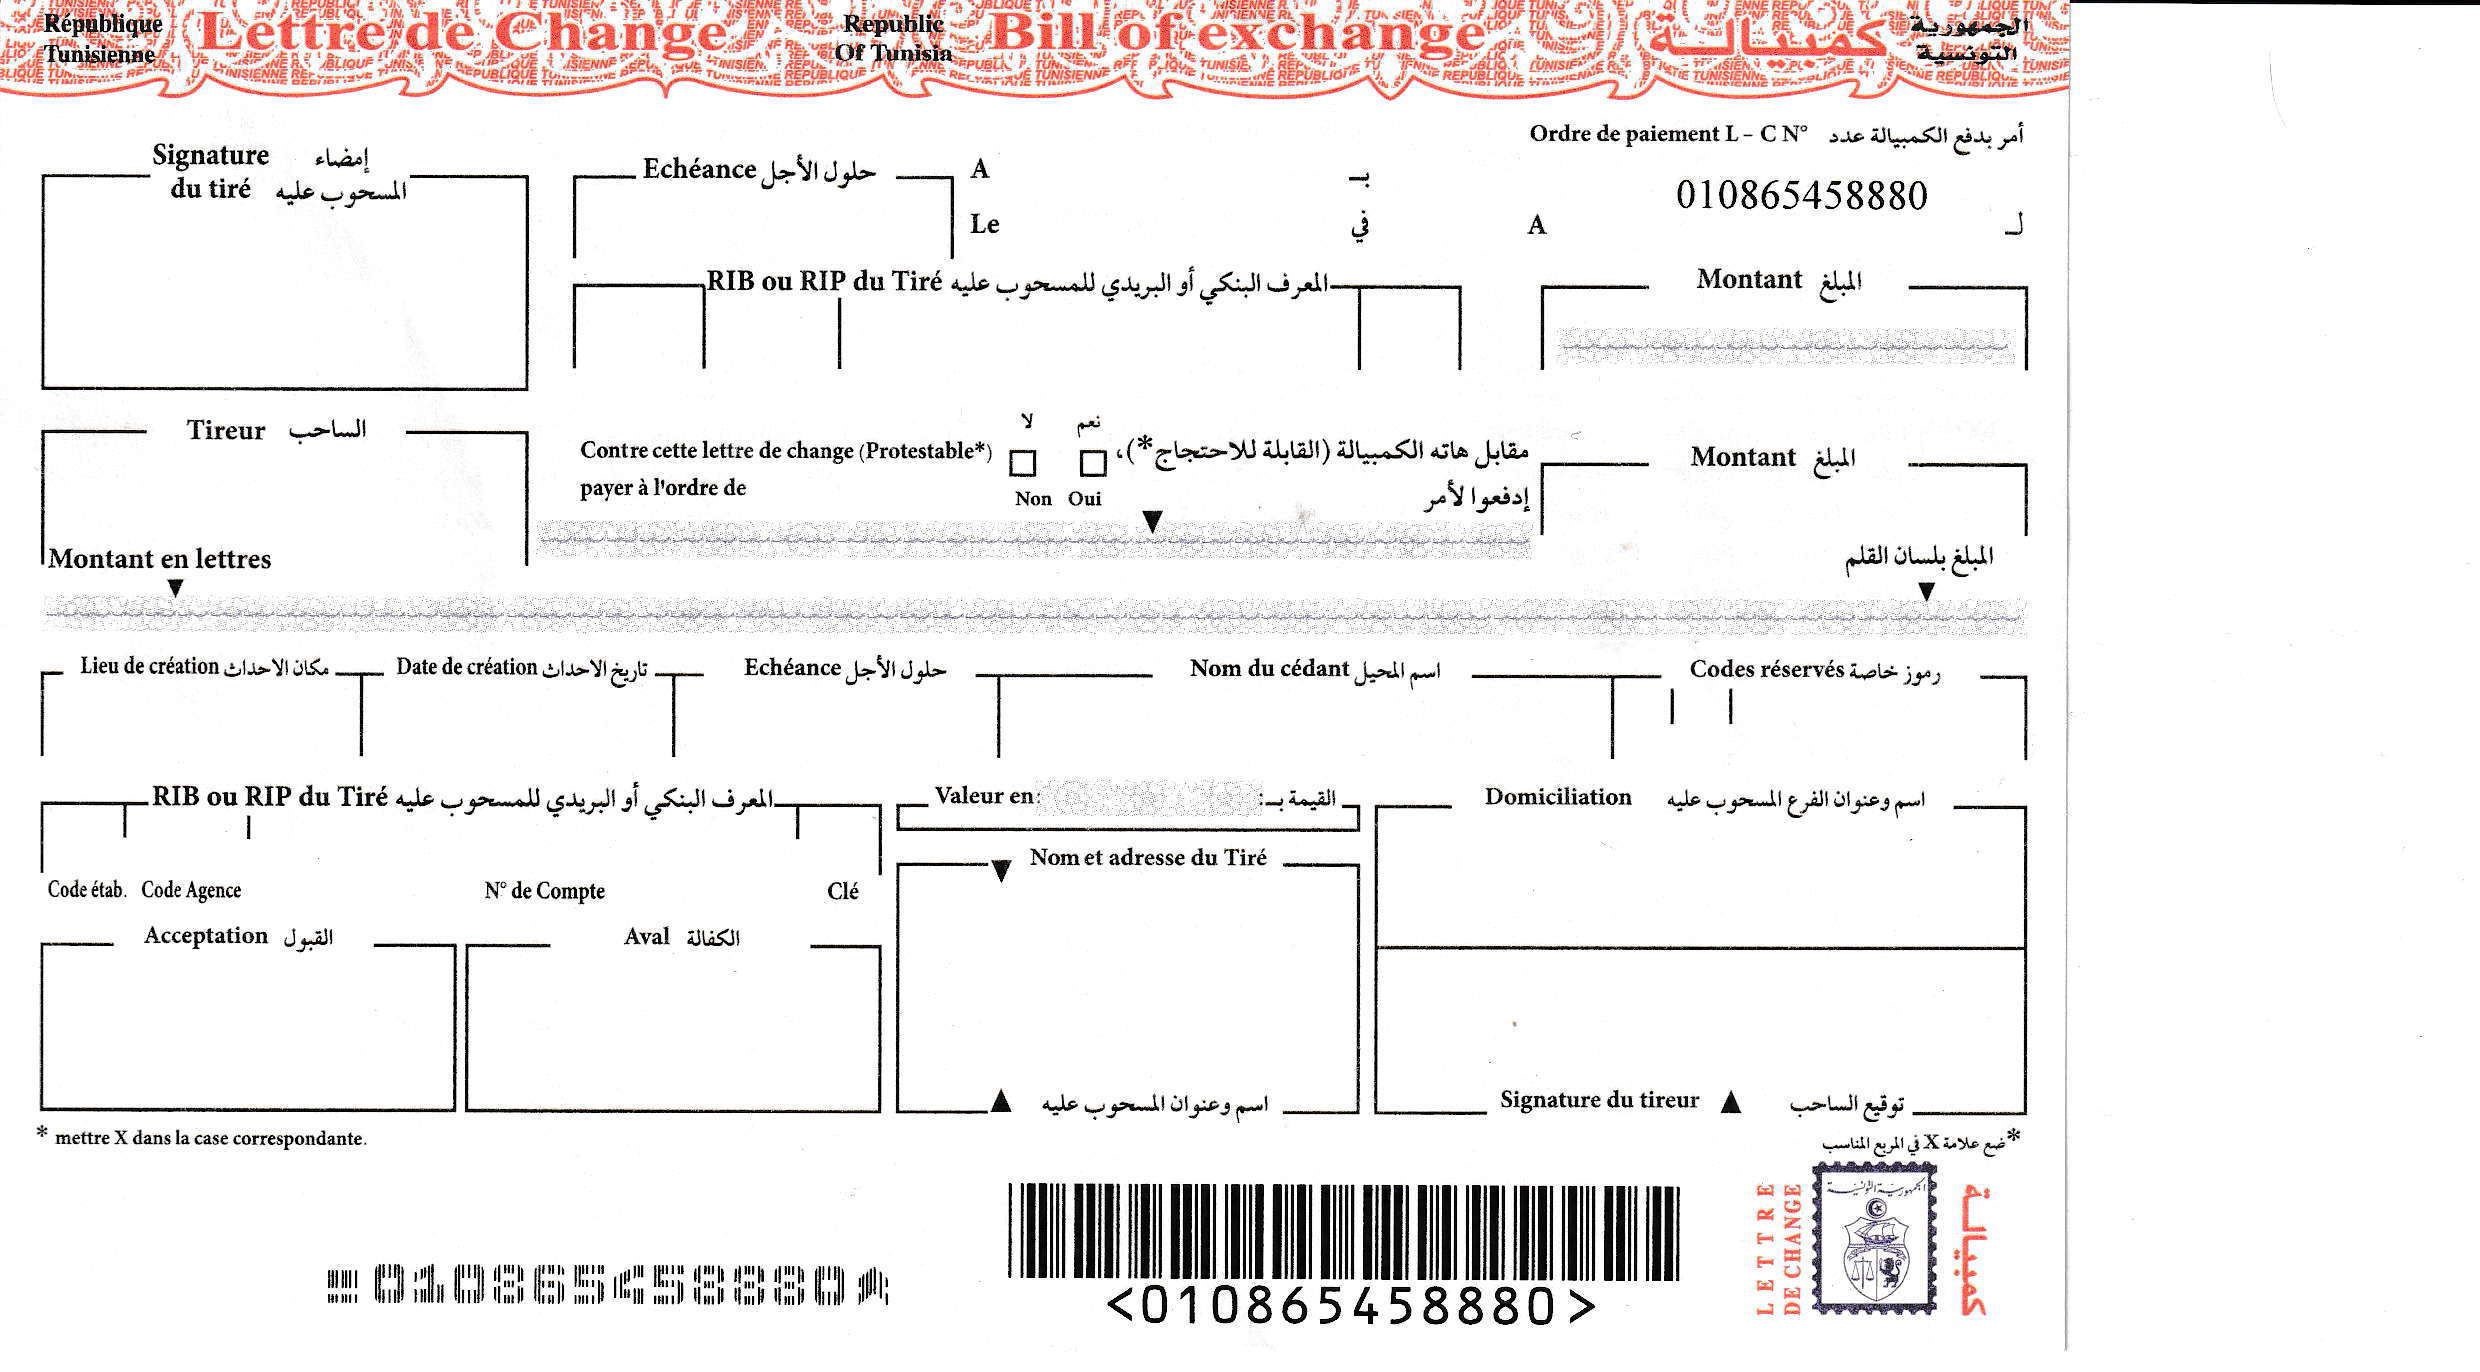 République Tunisienne Lettre de Change Republic Of Tunisia Bill of exchange كمبيالة الجمهورية التونسية
Ordre de paiement L - C N° أمر بدفع الكمبيالة عدد
010865458880
Signature du tiré إمضاء المسحوب عليه
Echéance حلول الأجل
A بـ
Le في
A لـ
RIB ou RIP du Tiré المعرف البنكي أو البريدي للمسحوب عليه
Montant المبلغ
Tireur الساحب
Contre cette lettre de change (Protestable*) لا نعم مقابل هاته الكمبيالة (القابلة للاحتجاج*)،
payer à l'ordre de Non Oui إدفعوا لأمر
Montant المبلغ
Montant en lettres المبلغ بلسان القلم
Lieu de création مكان الاحداث Date de création تاريخ الاحداث Echéance حلول الأجل Nom du cédant اسم المحيل Codes réservés رموز خاصة
RIB ou RIP du Tiré المعرف البنكي أو البريدي للمسحوب عليه
Valeur en: القيمة بـ:
Domiciliation اسم وعنوان الفرع المسحوب عليه
Nom et adresse du Tiré
Code étab. Code Agence N° de Compte Clé
Acceptation القبول Aval الكفالة
اسم وعنوان المسحوب عليه
Signature du tireur توقيع الساحب
* mettre X dans la case correspondante.
*ضع علامة X في المربع المناسب
010865458880
<010865458880>
LETTRE DE CHANGE
الجمهورية التونسية
كمبيالة